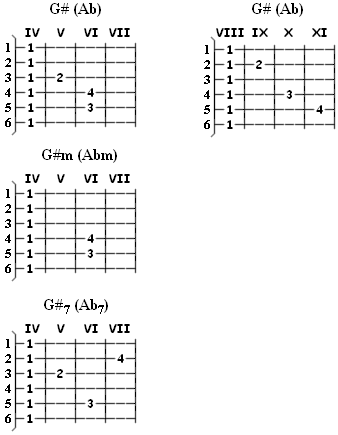 G# (Ab)
IV V VI VII
1 1
2 1
3 1 2
4 1 4
5 1 3
6 1
G# (Ab)
VIII IX X XI
1 1
2 1 2
3 1
4 1 3
5 1 4
6 1
G#m (Abm)
IV V VI VII
1 1
2 1
3 1
4 1 4
5 1 3
6 1
G#7 (Ab7)
IV V VI VII
1 1
2 1 4
3 1 2
4 1
5 1 3
6 1